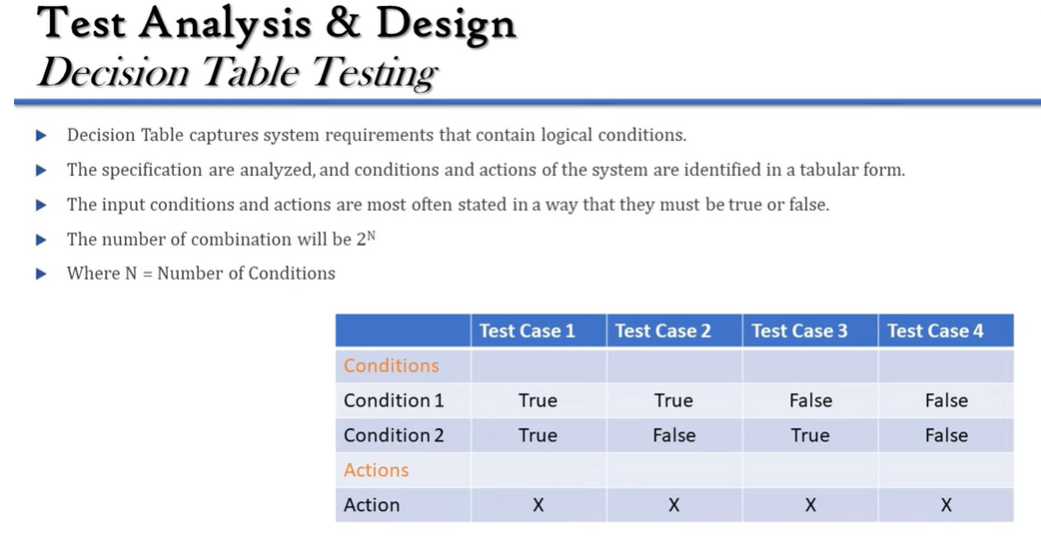 Test Analysis & Design
Decision Table Testing
Decision Table captures system requirements that contain logical conditions.
The specification are analyzed, and conditions and actions of the system are identified in a tabular form.
The input conditions and actions are most often stated in a way that they must be true or false.
The number of combination will be 2ᴺ
Where N = Number of Conditions
Test Case 1 Test Case 2 Test Case 3 Test Case 4
Conditions
Condition 1 True True False False
Condition 2 True False True False
Actions
Action X X X X